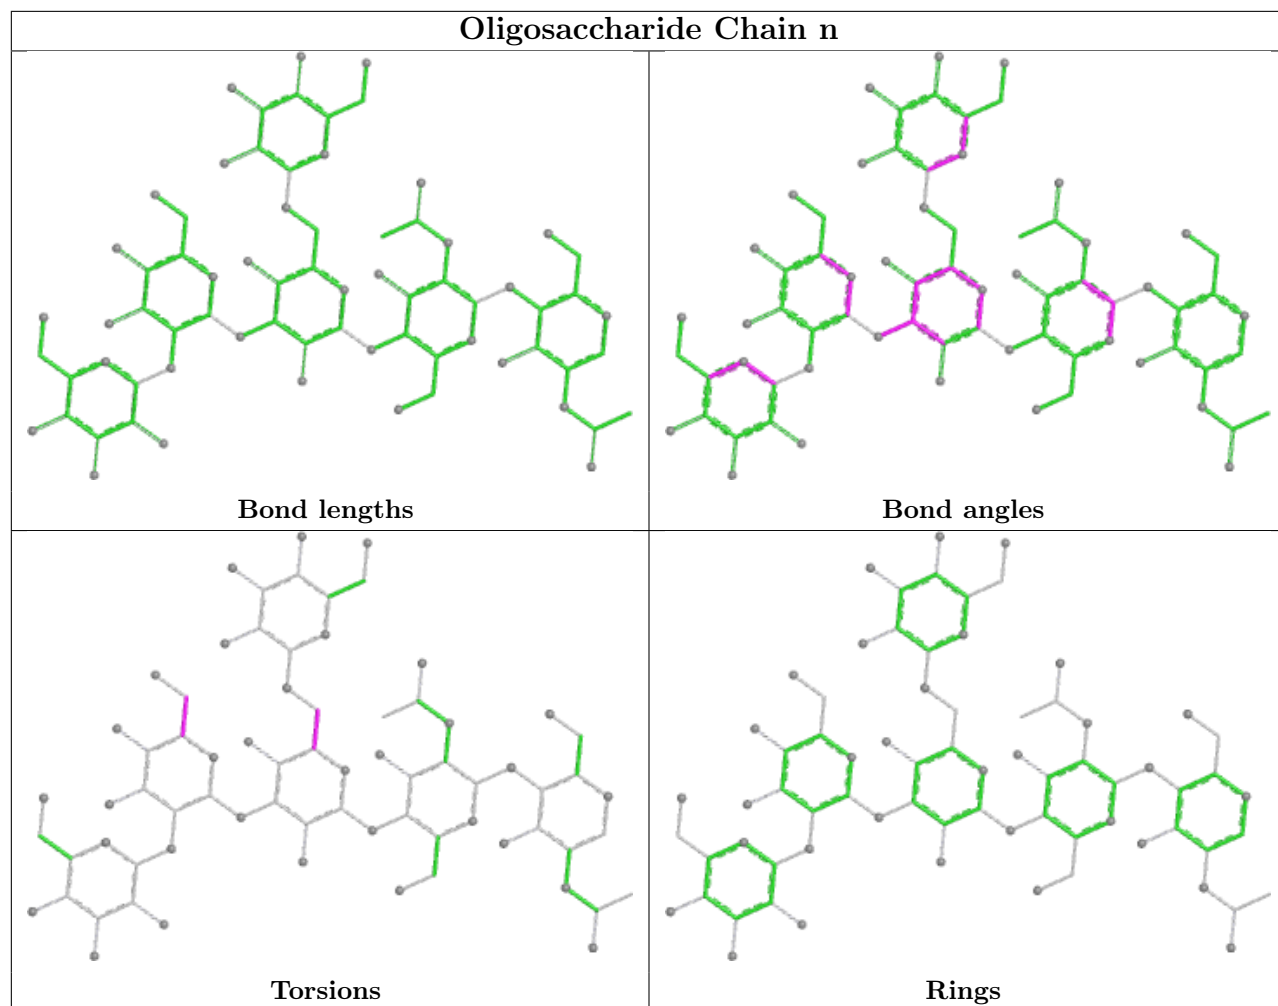 Oligosaccharide Chain n
Bond lengths
Bond angles
Torsions
Rings